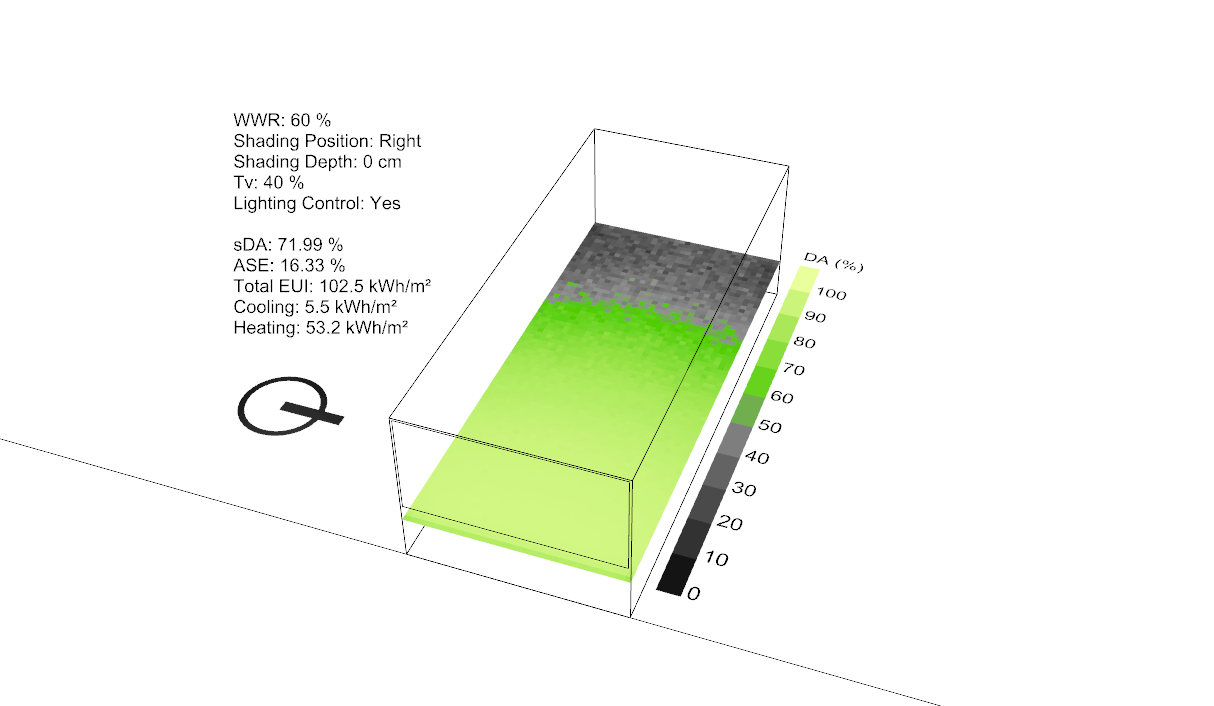 WWR: 60 %
Shading Position: Right
Shading Depth: 0 cm
Tv: 40 %
Lighting Control: Yes
sDA: 71.99 %
ASE: 16.33 %
Total EUI: 102.5 kWh/m²
Cooling: 5.5 kWh/m²
Heating: 53.2 kWh/m²
DA (%)
100
90
80
70
60
50
40
30
20
10
0